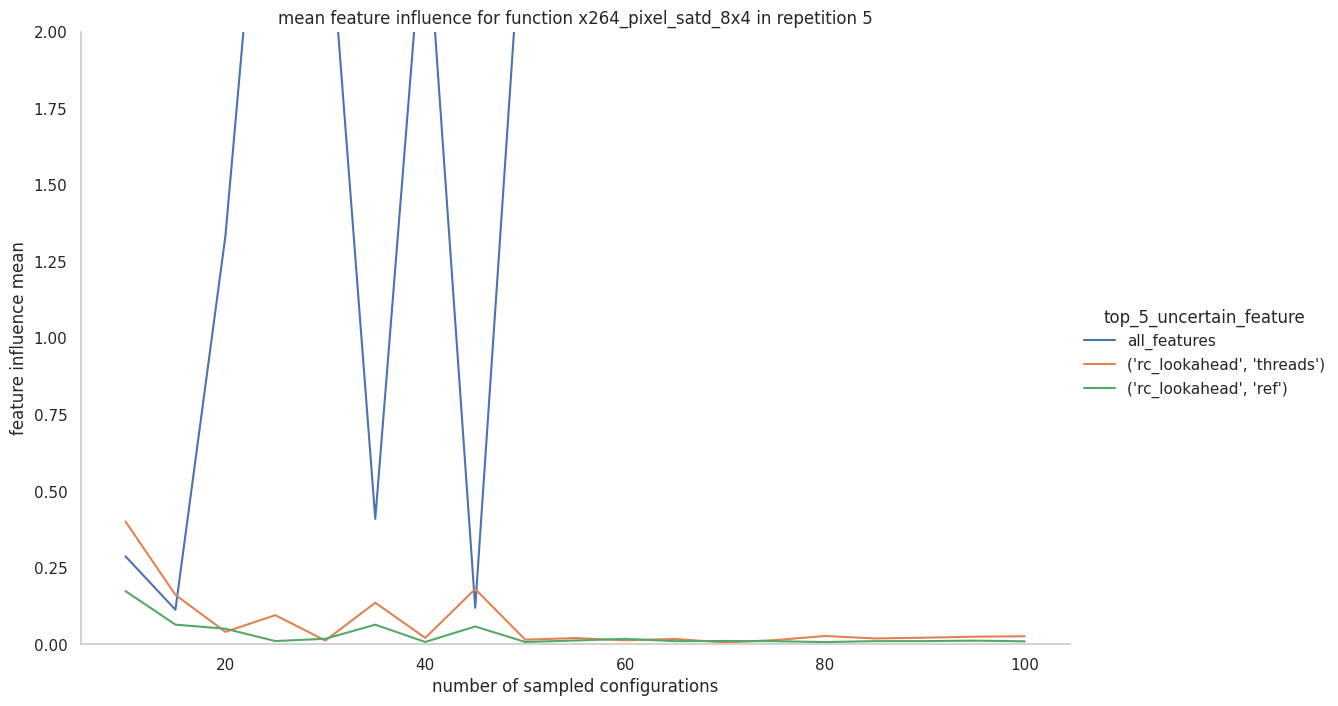 mean feature influence for function x264_pixel_satd_8x4 in repetition 5
2.00
1.75
1.50
1.25
1.00
0.75
0.50
0.25
0.00
feature influence mean
20
40
60
80
100
number of sampled configurations
top_5_uncertain_feature
all_features
('rc_lookahead', 'threads')
('rc_lookahead', 'ref')